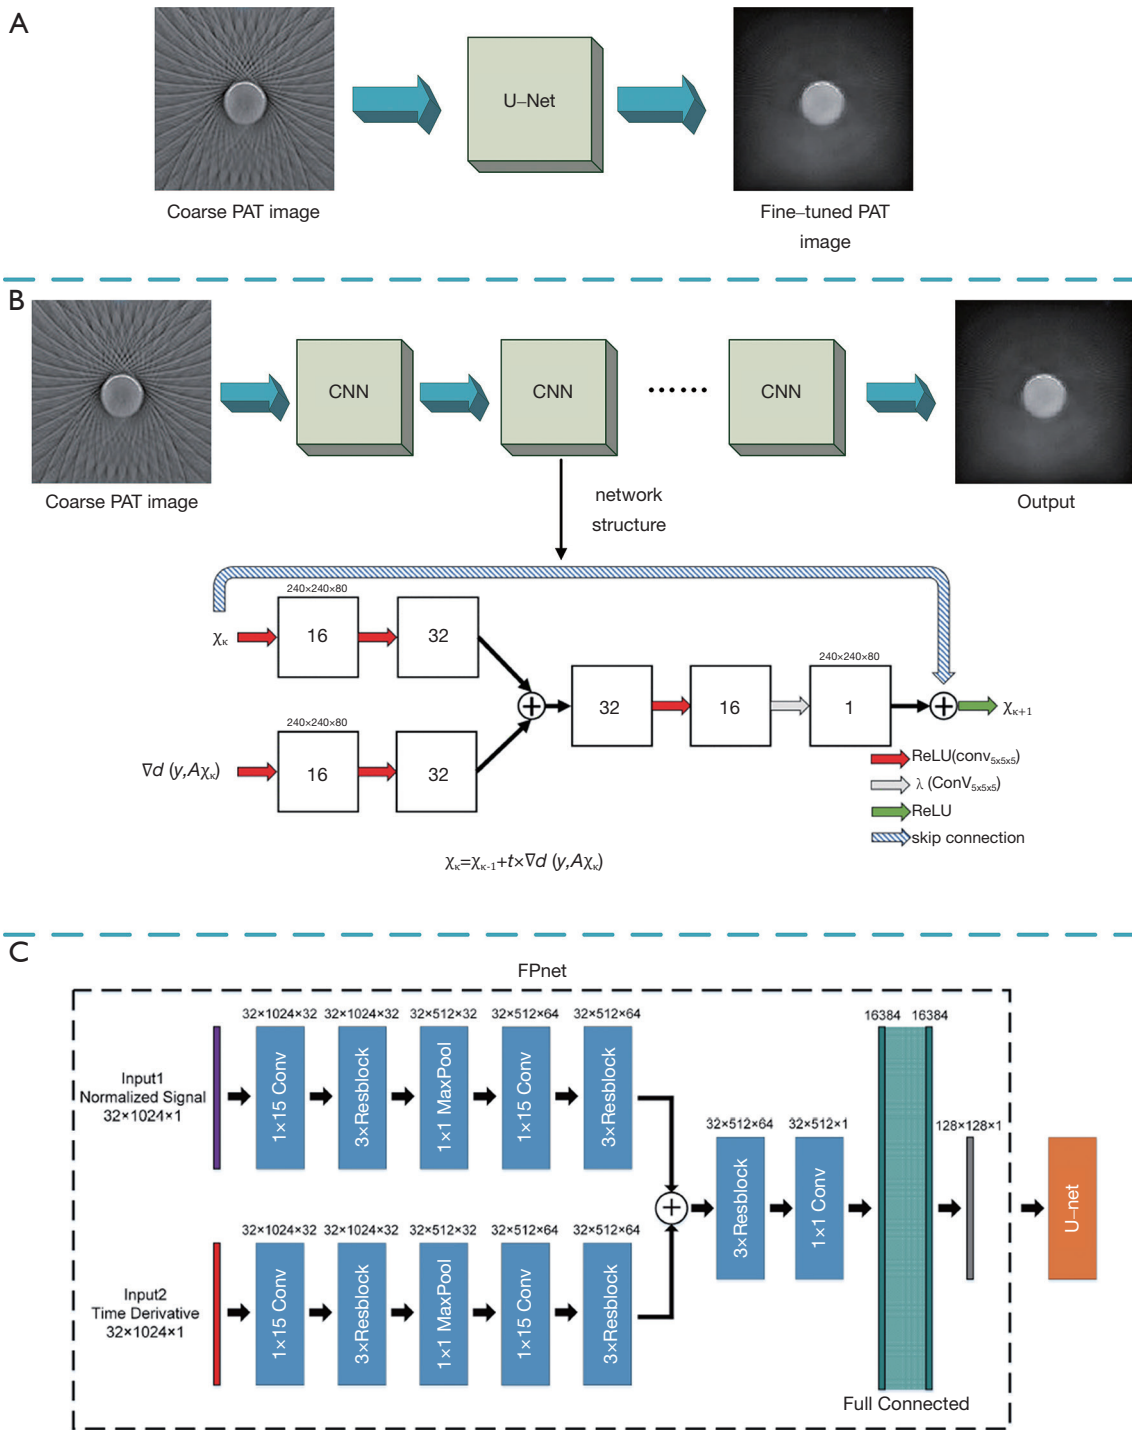 A
U–Net
Coarse PAT image
Fine–tuned PAT
image
B
CNN
CNN
......
CNN
Coarse PAT image
network
structure
Output
240×240×80
χκ
16
32
240×240×80
32
16
1
χκ+1
240×240×80
∇d (y,Aχκ)
16
32
ReLU(conv5x5x5)
λ (ConV5x5x5)
ReLU
skip connection
χκ=χκ-1+t×∇d (y,Aχκ)
C
FPnet
32×1024×32 32×1024×32 32×512×32 32×512×64 32×512×64
16384 16384
Input1
Normalized Signal
32×1024×1
1×15 Conv
3×Resblock
1×1 MaxPool
1×15 Conv
3×Resblock
32×512×64 32×512×1
128×128×1
3×Resblock
1×1 Conv
U–net
32×1024×32 32×1024×32 32×512×32 32×512×64 32×512×64
Input2
Time Derivative
32×1024×1
1×15 Conv
3×Resblock
1×1 MaxPool
1×15 Conv
3×Resblock
Full Connected